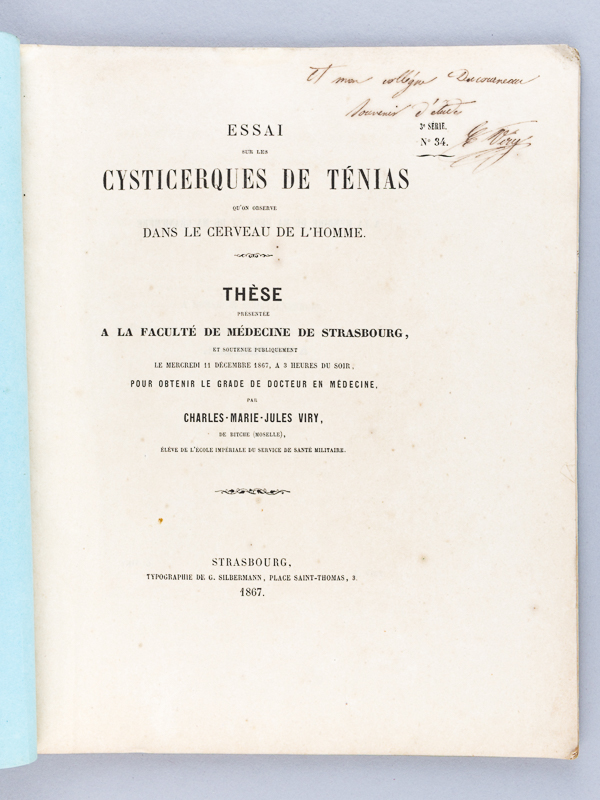 A mon collègue Ducourneau
Souvenir d'étude
C Viry
3e SÉRIE.
No 34.
ESSAI
SUR LES
CYSTICERQUES DE TÉNIAS
QU'ON OBSERVE
DANS LE CERVEAU DE L'HOMME.
THÈSE
PRÉSENTÉE
A LA FACULTÉ DE MÉDECINE DE STRASBOURG,
ET SOUTENUE PUBLIQUEMENT
LE MERCREDI 11 DÉCEMBRE 1867, A 3 HEURES DU SOIR,
POUR OBTENIR LE GRADE DE DOCTEUR EN MÉDECINE,
PAR
CHARLES-MARIE-JULES VIRY,
DE BITCHE (MOSELLE),
ÉLÈVE DE L'ÉCOLE IMPÉRIALE DU SERVICE DE SANTÉ MILITAIRE.
STRASBOURG,
TYPOGRAPHIE DE G. SILBERMANN, PLACE SAINT-THOMAS, 3.
1867.